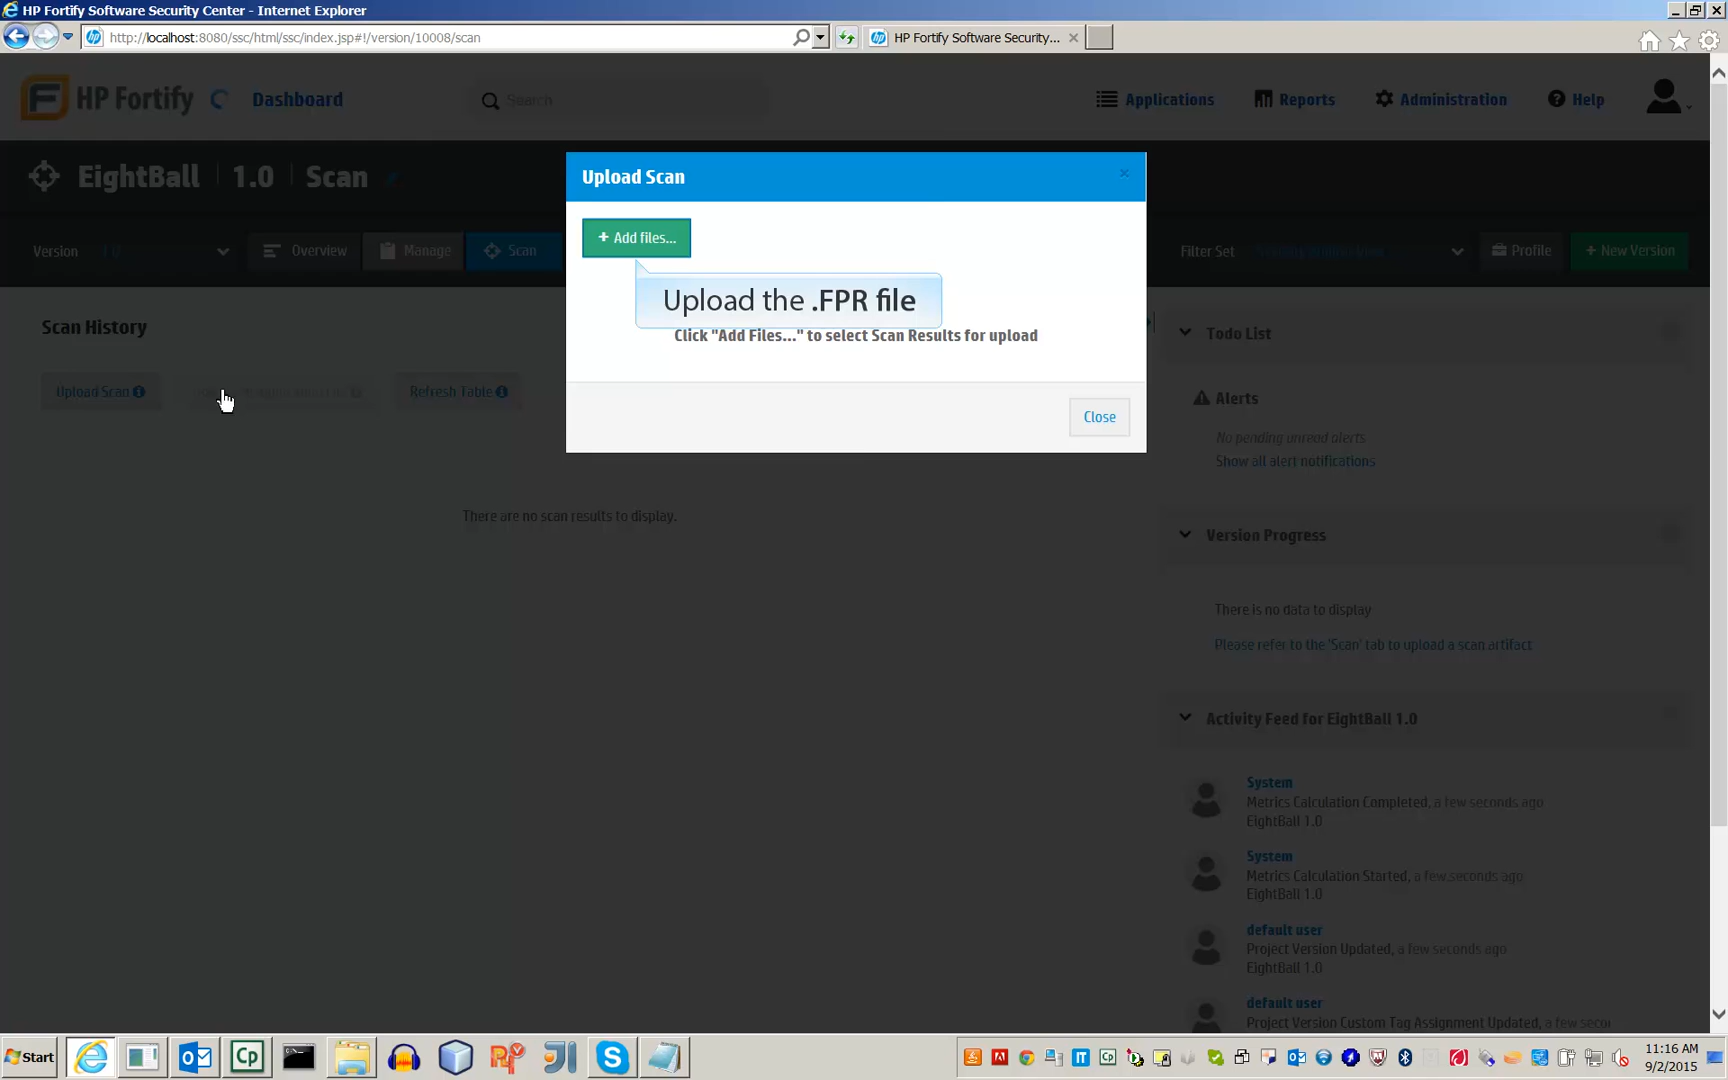 HP Fortify Software Security Center - Internet Explorer
http://localhost:8080/ssc/html/ssc/index.jsp#!/version/10008/scan
HP Fortify Software Security...
HP Fortify
Dashboard
Search
Applications
Reports
Administration
Help
EightBall
1.0
Scan
Upload Scan
+ Add files...
Upload the .FPR file
Click "Add Files..." to select Scan Results for upload
Close
Version
1.0
Overview
Manage
Scan
Filter Set
Profile
+ New Version
Scan History
Upload Scan
Refresh Table
There are no scan results to display.
Todo List
Alerts
No pending unread alerts
Show all alert notifications
Version Progress
There is no data to display
Please refer to the 'Scan' tab to upload a scan artifact
Activity Feed for EightBall 1.0
System
Metrics Calculation Completed, a few seconds ago
EightBall 1.0
System
Metrics Calculation Started, a few seconds ago
EightBall 1.0
default user
Project Version Updated, a few seconds ago
EightBall 1.0
default user
Project Version Custom Tag Assignment Updated, a few
Start
11:16 AM
9/2/2015